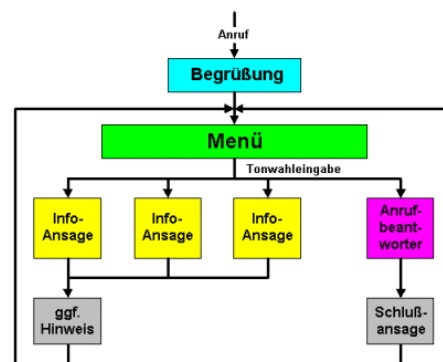 Anruf
Begrüßung
Menü
Tonwahleingabe
Info-
Ansage
Info-
Ansage
Info-
Ansage
Anruf-
beant-
worter
ggf.
Hinweis
Schluß-
ansage